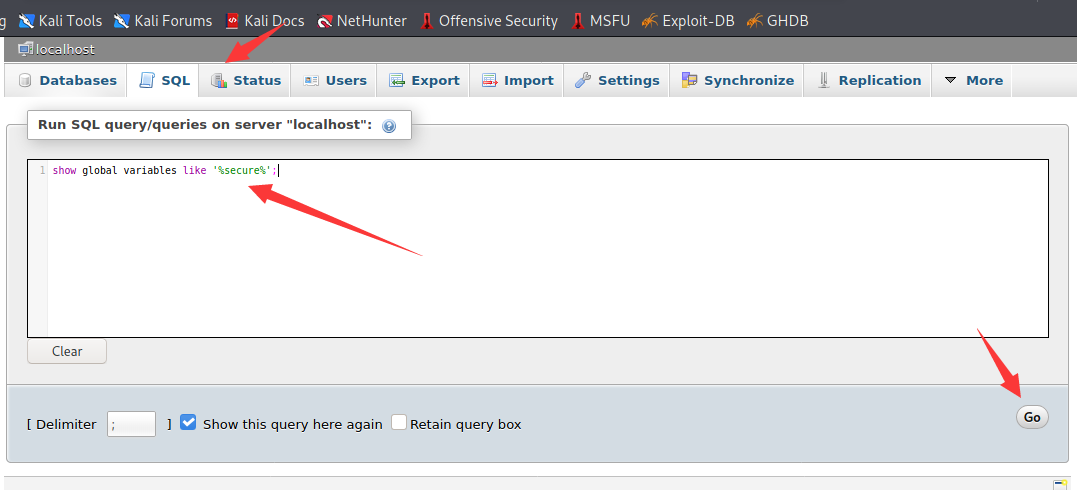 g Kali Tools Kali Forums Kali Docs NetHunter Offensive Security MSFU Exploit-DB GHDB
localhost
Databases SQL Status Users Export Import Settings Synchronize Replication More
Run SQL query/queries on server "localhost":
1 show global variables like '%secure%';
Clear
[ Delimiter ; ] Show this query here again Retain query box Go